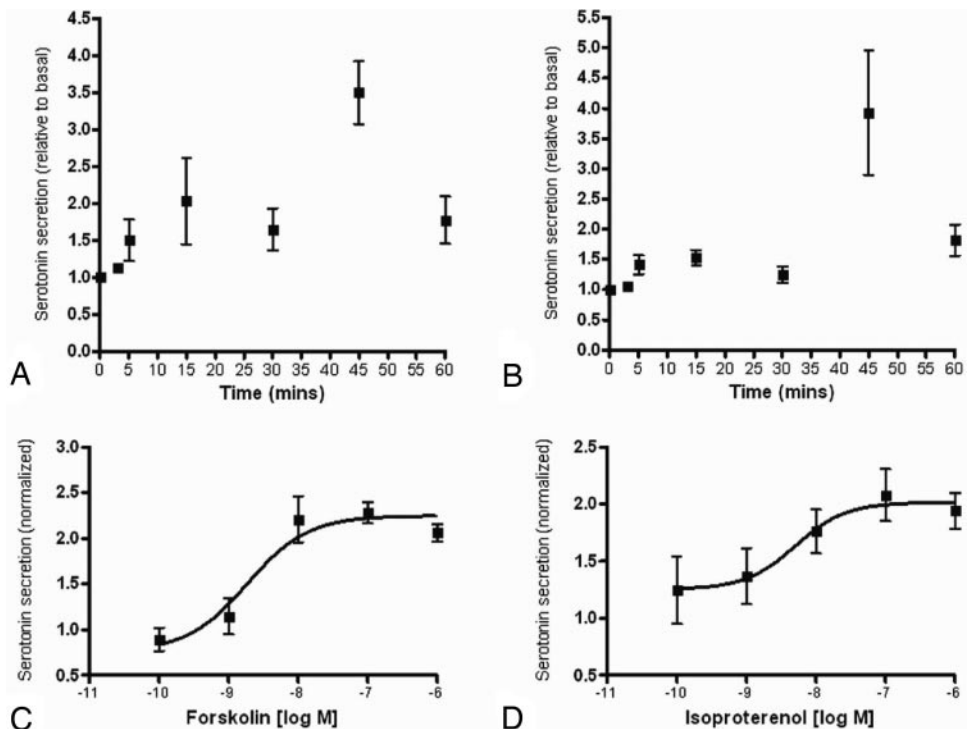 4.5
4.0
3.5
3.0
2.5
2.0
1.5
1.0
0.5
0.0
Serotonin secretion (relative to basal)
0 5 10 15 20 25 30 35 40 45 50 55 60
Time (mins)
A
5.5
5.0
4.5
4.0
3.5
3.0
2.5
2.0
1.5
1.0
0.5
0.0
Serotonin secretion (relative to basal)
0 5 10 15 20 25 30 35 40 45 50 55 60
Time (mins)
B
3.0
2.5
2.0
1.5
1.0
0.5
Serotonin secretion (normalized)
-11 -10 -9 -8 -7 -6
Forskolin [log M]
C
2.5
2.0
1.5
1.0
0.5
Serotonin secretion (normalized)
-11 -10 -9 -8 -7 -6
Isoproterenol [log M]
D